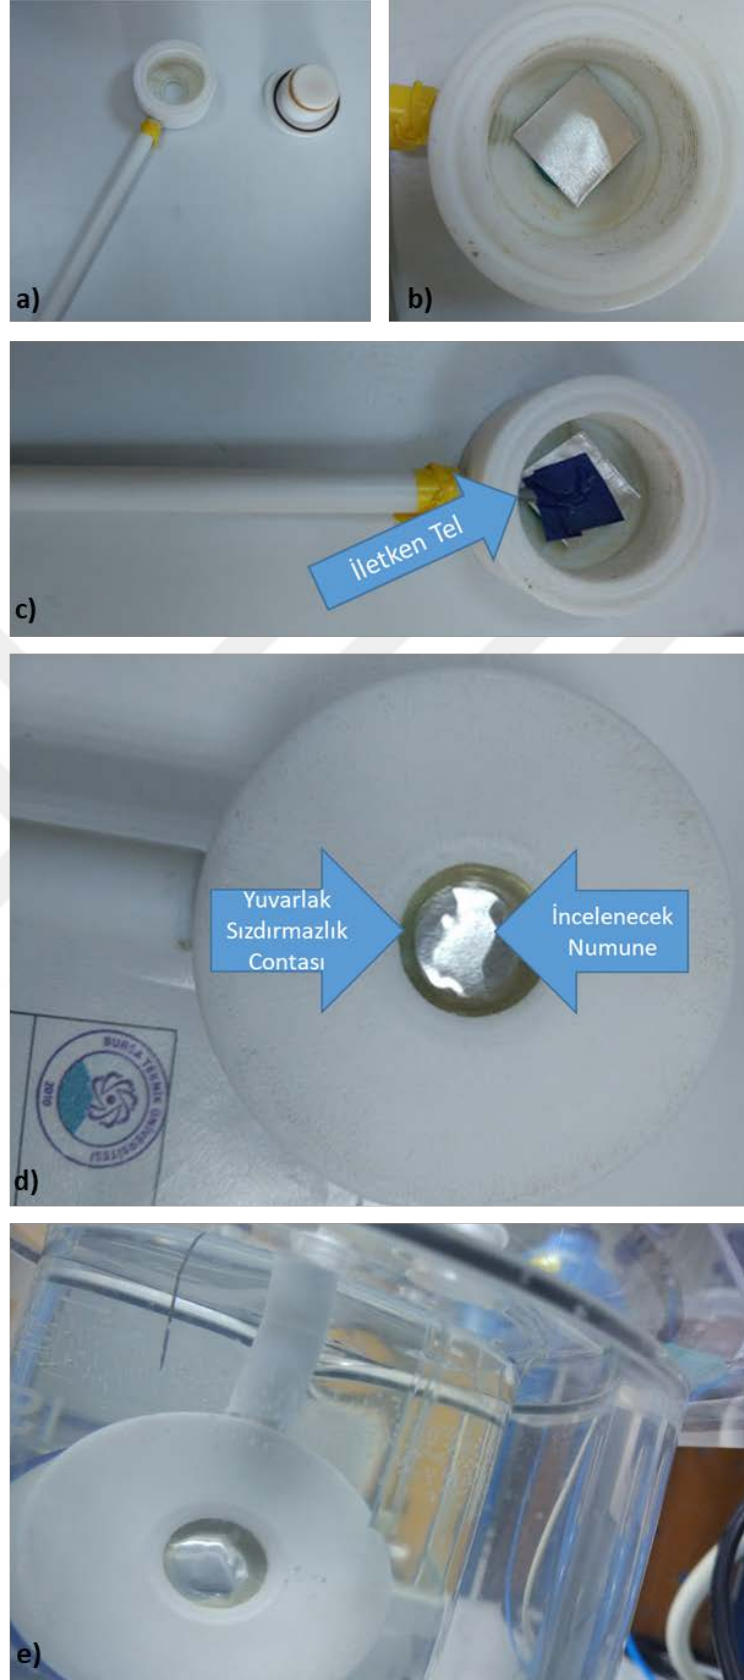 a)
b)
İletken Tel
c)
Yuvarlak
Sızdırmazlık
Contası
İncelenecek
Numune
BURSA TEKNİK ÜNİVERSİTESİ
2010
d)
e)